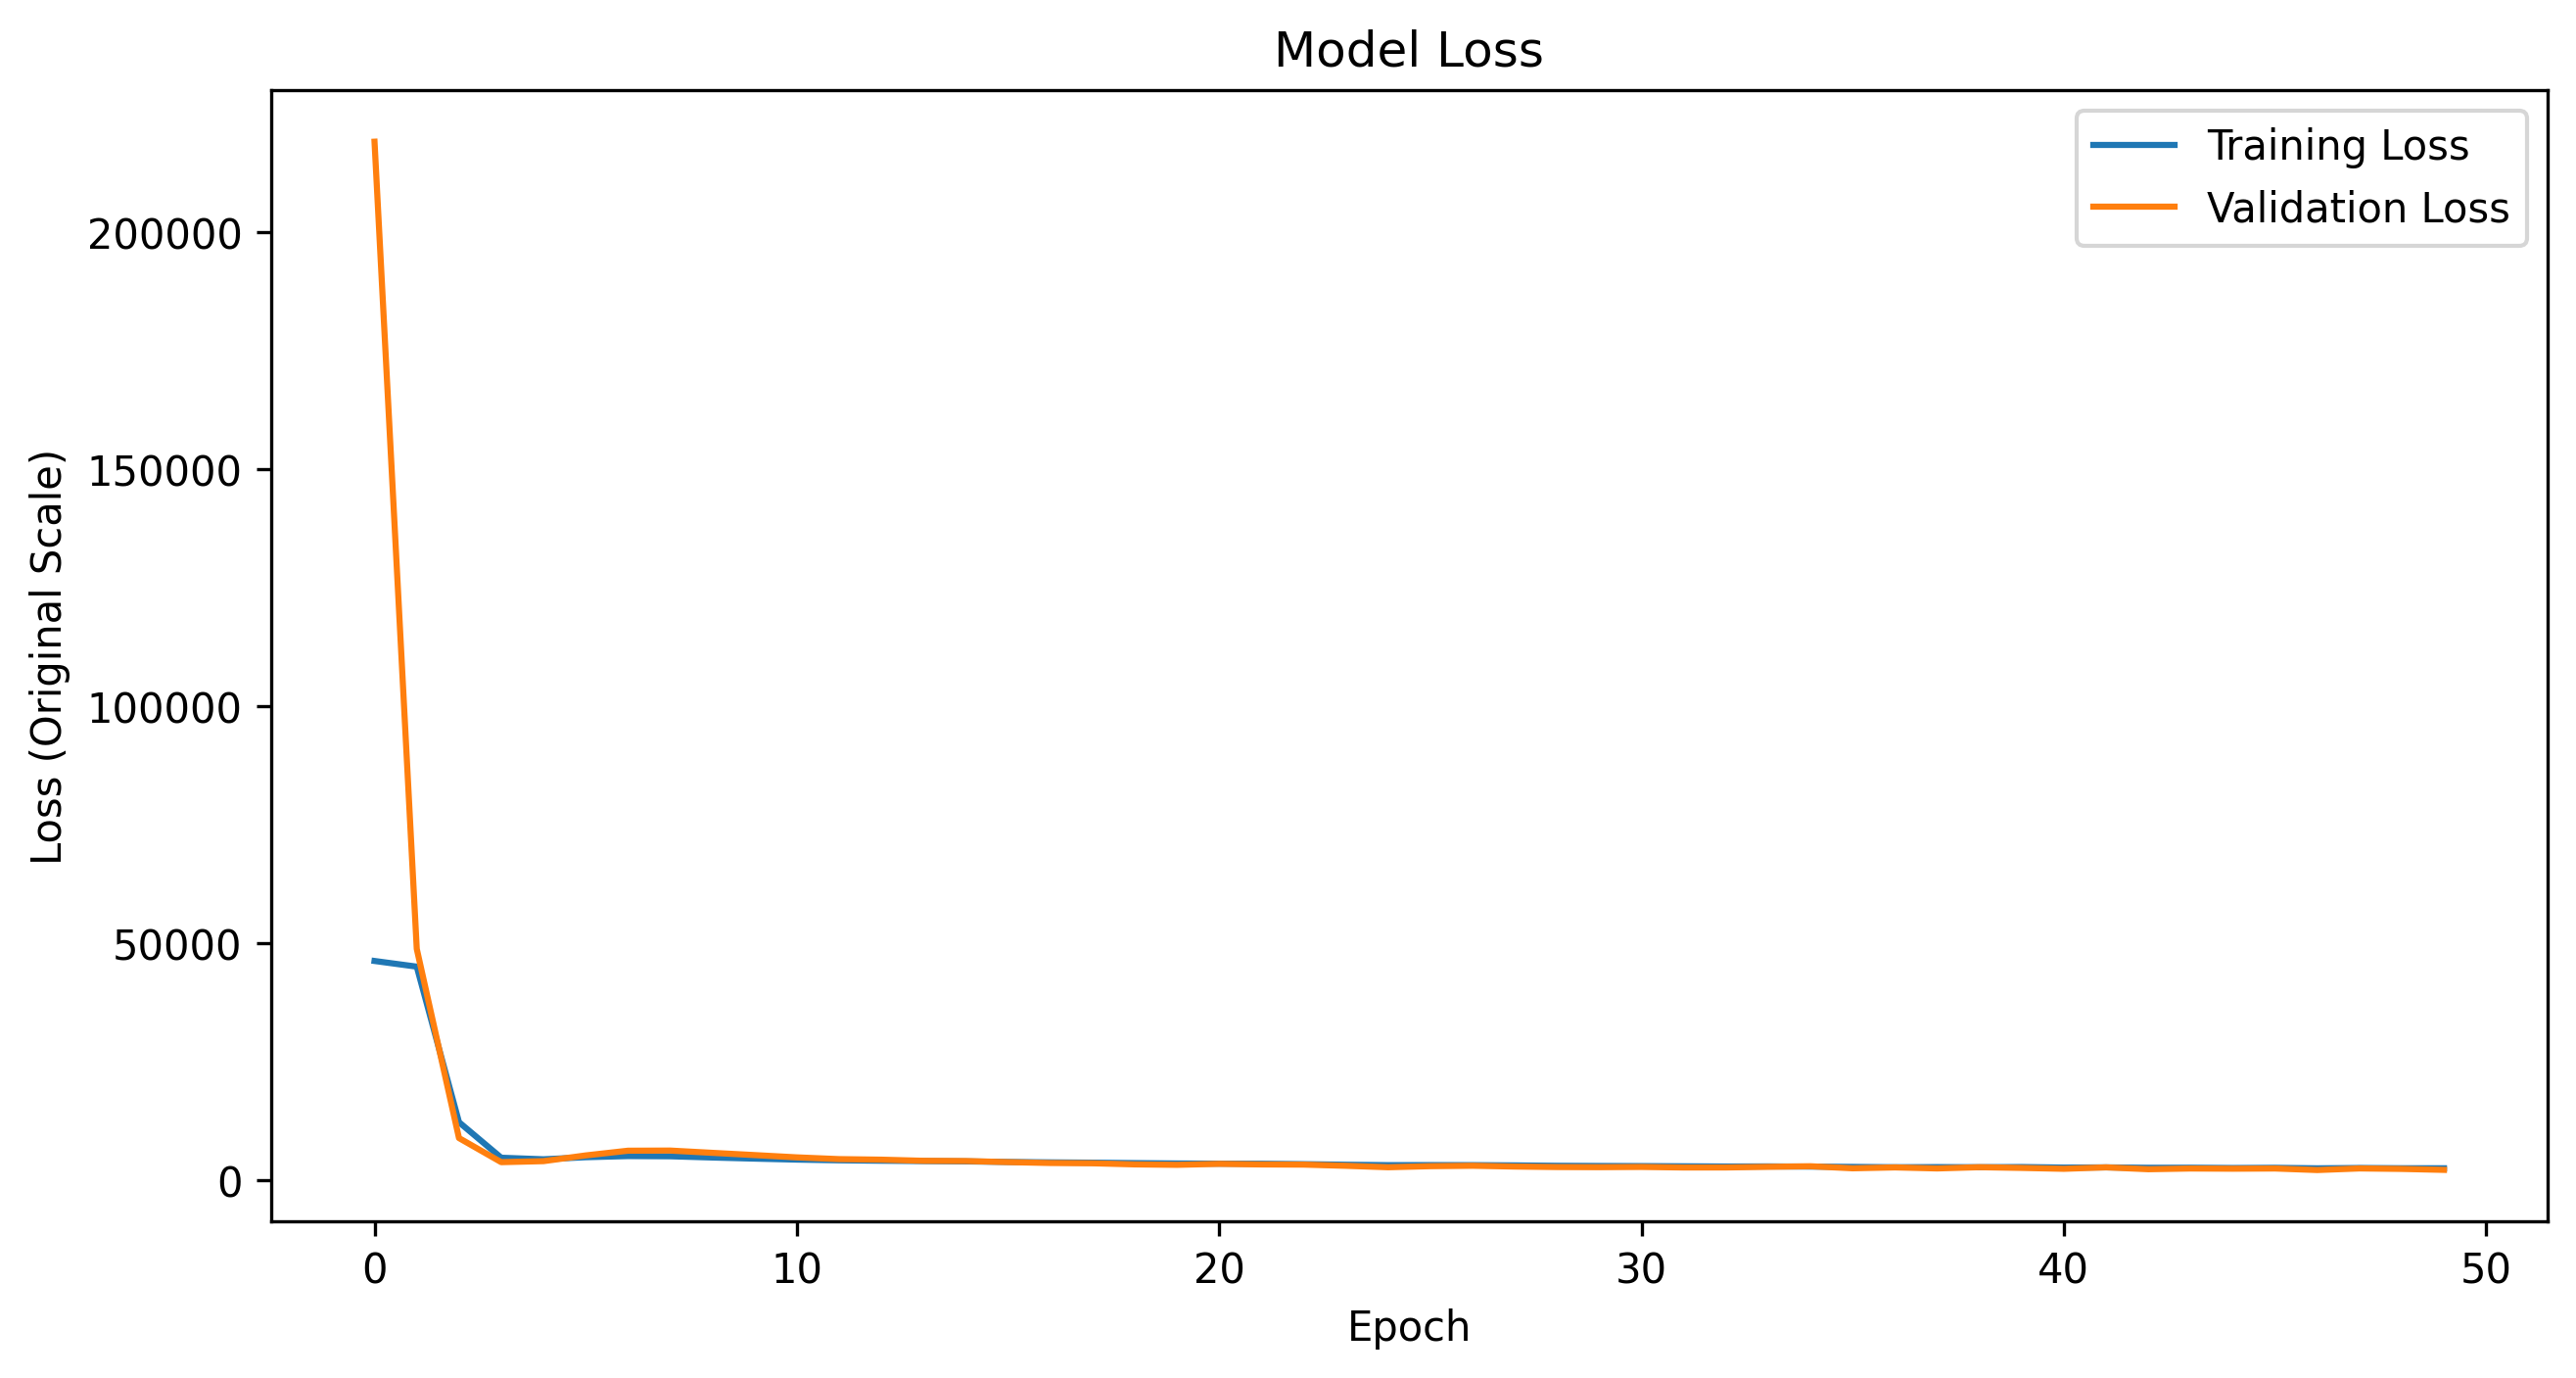 Model Loss
Training Loss
Validation Loss
Loss (Original Scale)
200000
150000
100000
50000
0
0 10 20 30 40 50
Epoch